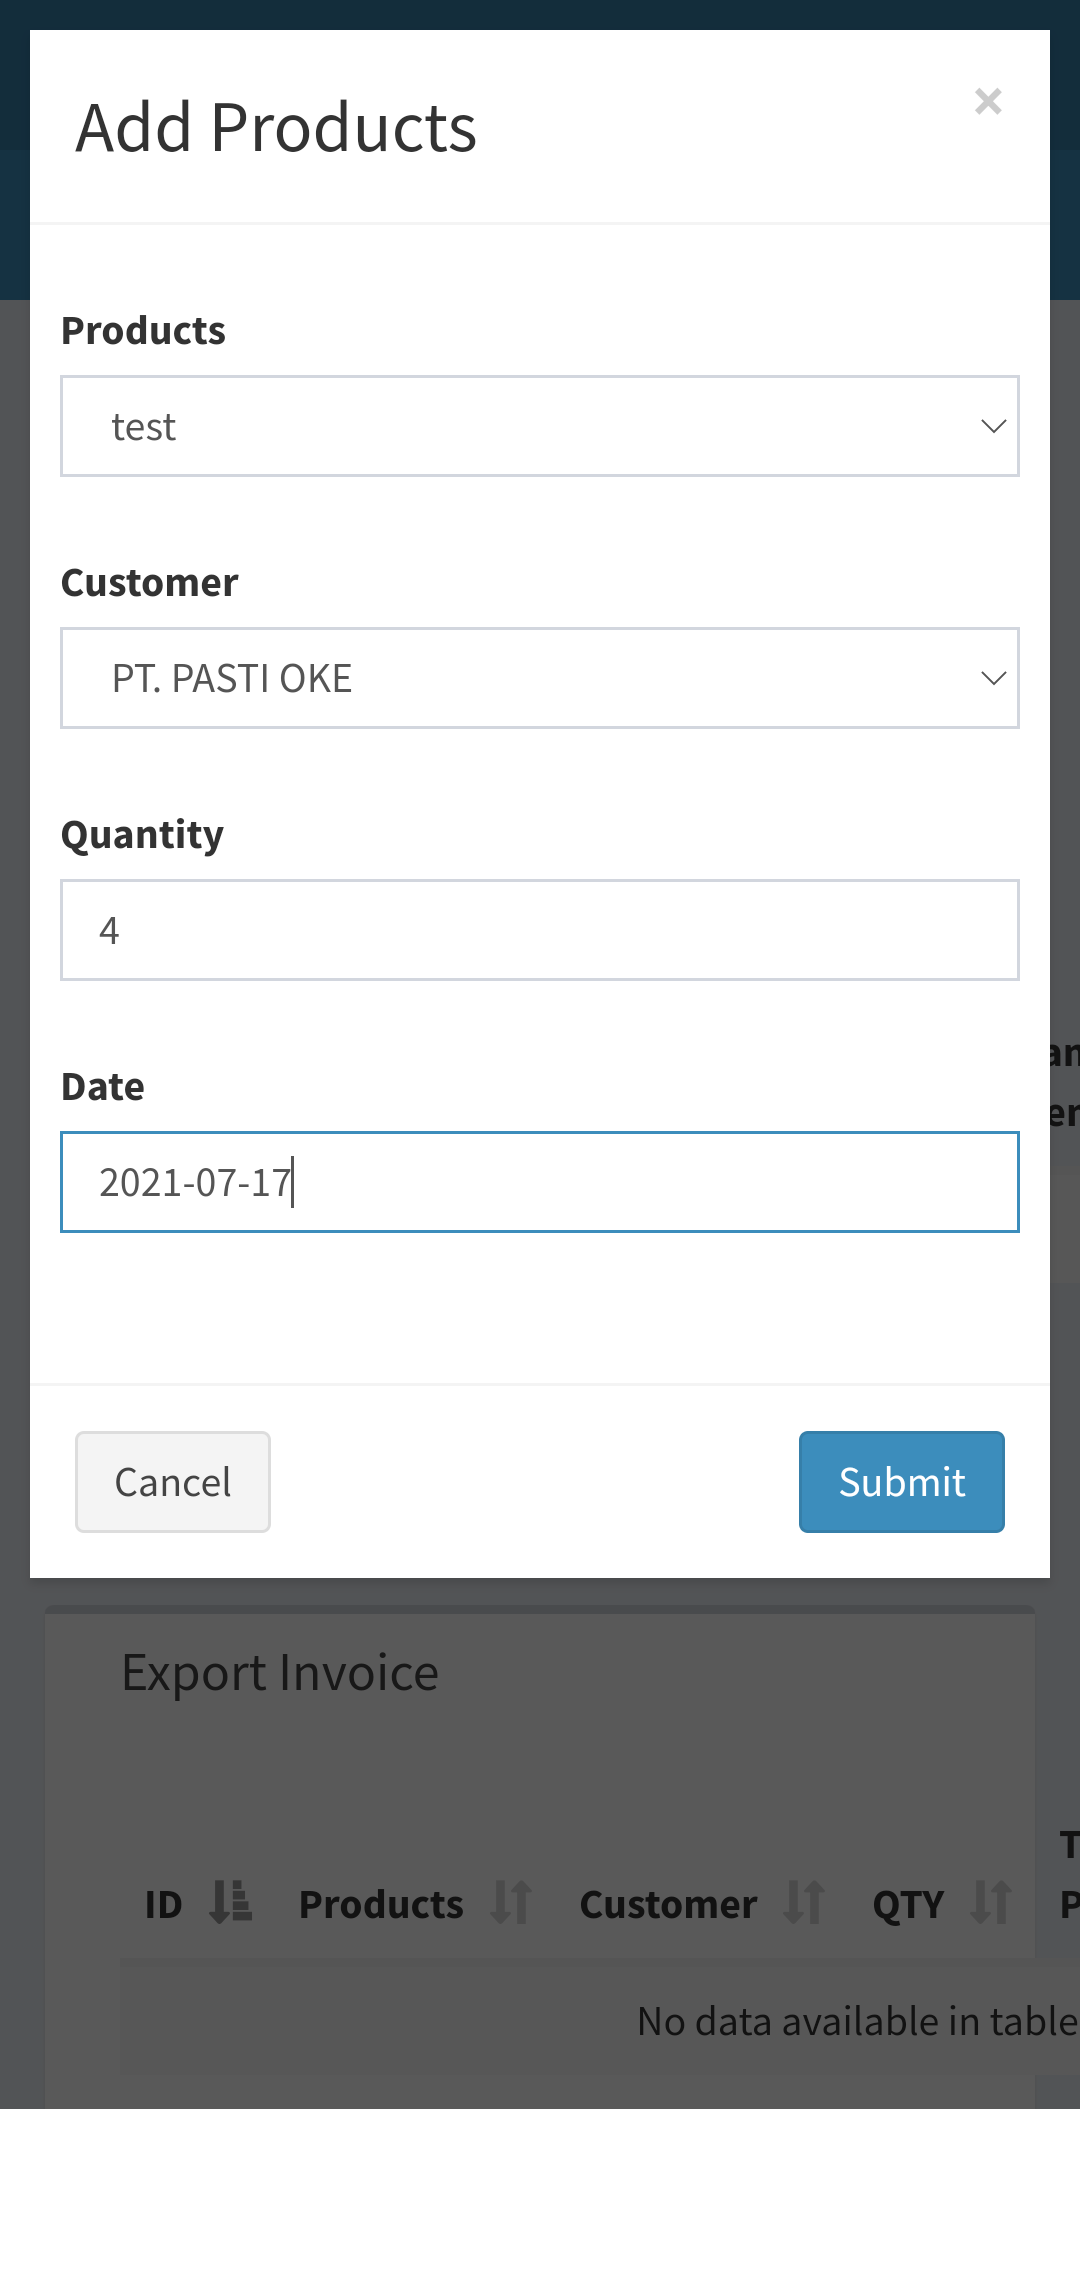 Add Products
×
Products
test
Customer
PT. PASTI OKE
Quantity
4
Date
2021-07-17
Cancel
Submit
Export Invoice
ID Products Customer QTY
No data available in table